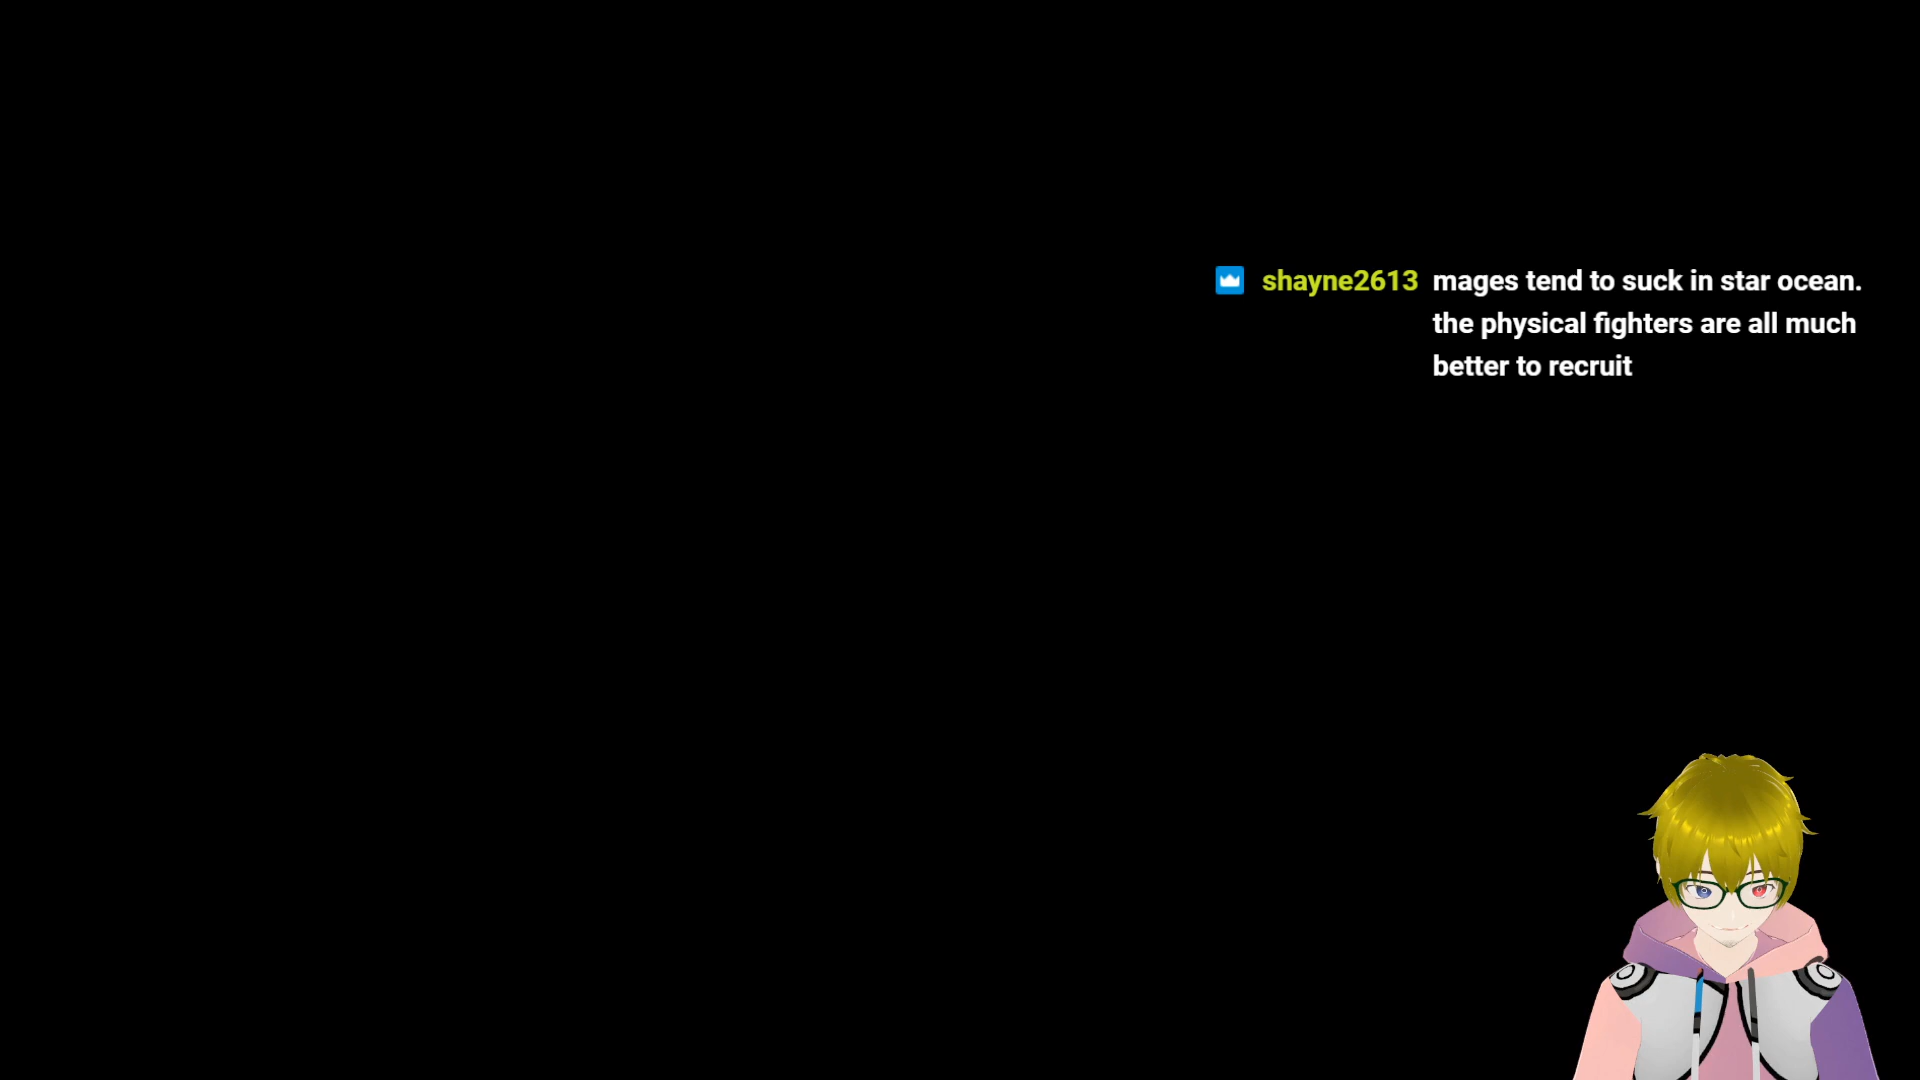 shayne2613 mages tend to suck in star ocean.
the physical fighters are all much
better to recruit